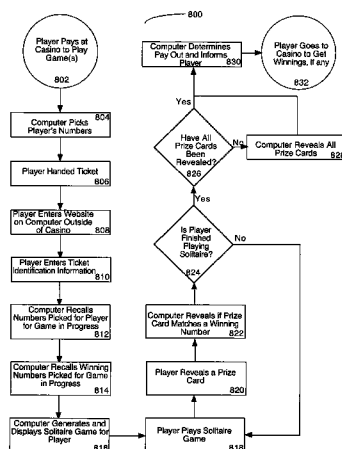 800
Player Pays at
Casino to Play
Game(s)
802
804
Computer Picks
Player's Numbers
Player Handed Ticket
806
Player Enters Website
on Computer Outside
of Casino
808
Player Enters Ticket
Identification Information
810
Computer Recalls
Numbers Picked for Player
for Game in Progress
812
Computer Recalls Winning
Numbers Picked for Game
in Progress
814
Computer Generates and
Displays Solitaire Game for
Player
Player Plays Solitaire
Game
818
Player Reveals a Prize
Card
820
Computer Reveals if Prize
Card Matches a Winning
Number
822
Is Player
Finished
Playing
Solitaire?
824
No
Yes
Have All
Prize Cards
Been
Revealed?
826
No
Computer Reveals All
Prize Cards
Yes
Computer Determines
Pay Out and Informs
Player
830
Player Goes to
Casino to Get
Winnings, if any
832